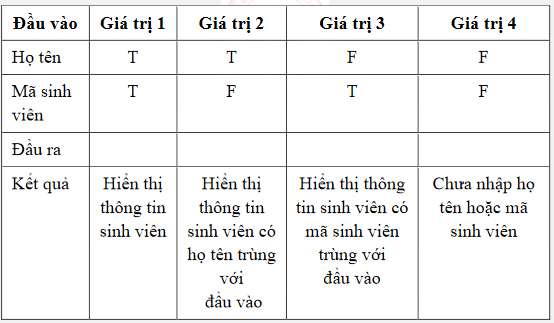 Đầu vào Giá trị 1 Giá trị 2 Giá trị 3 Giá trị 4
Họ tên T T F F
Mã sinh viên T F T F
Đầu ra
Kết quả
Hiển thị
thông tin
sinh viên
Hiển thị
thông tin
sinh viên có
họ tên trùng
với
đầu vào
Hiển thị thông
tin sinh viên có
mã sinh viên
trùng với
đầu vào
Chưa nhập họ
tên hoặc mã
sinh viên